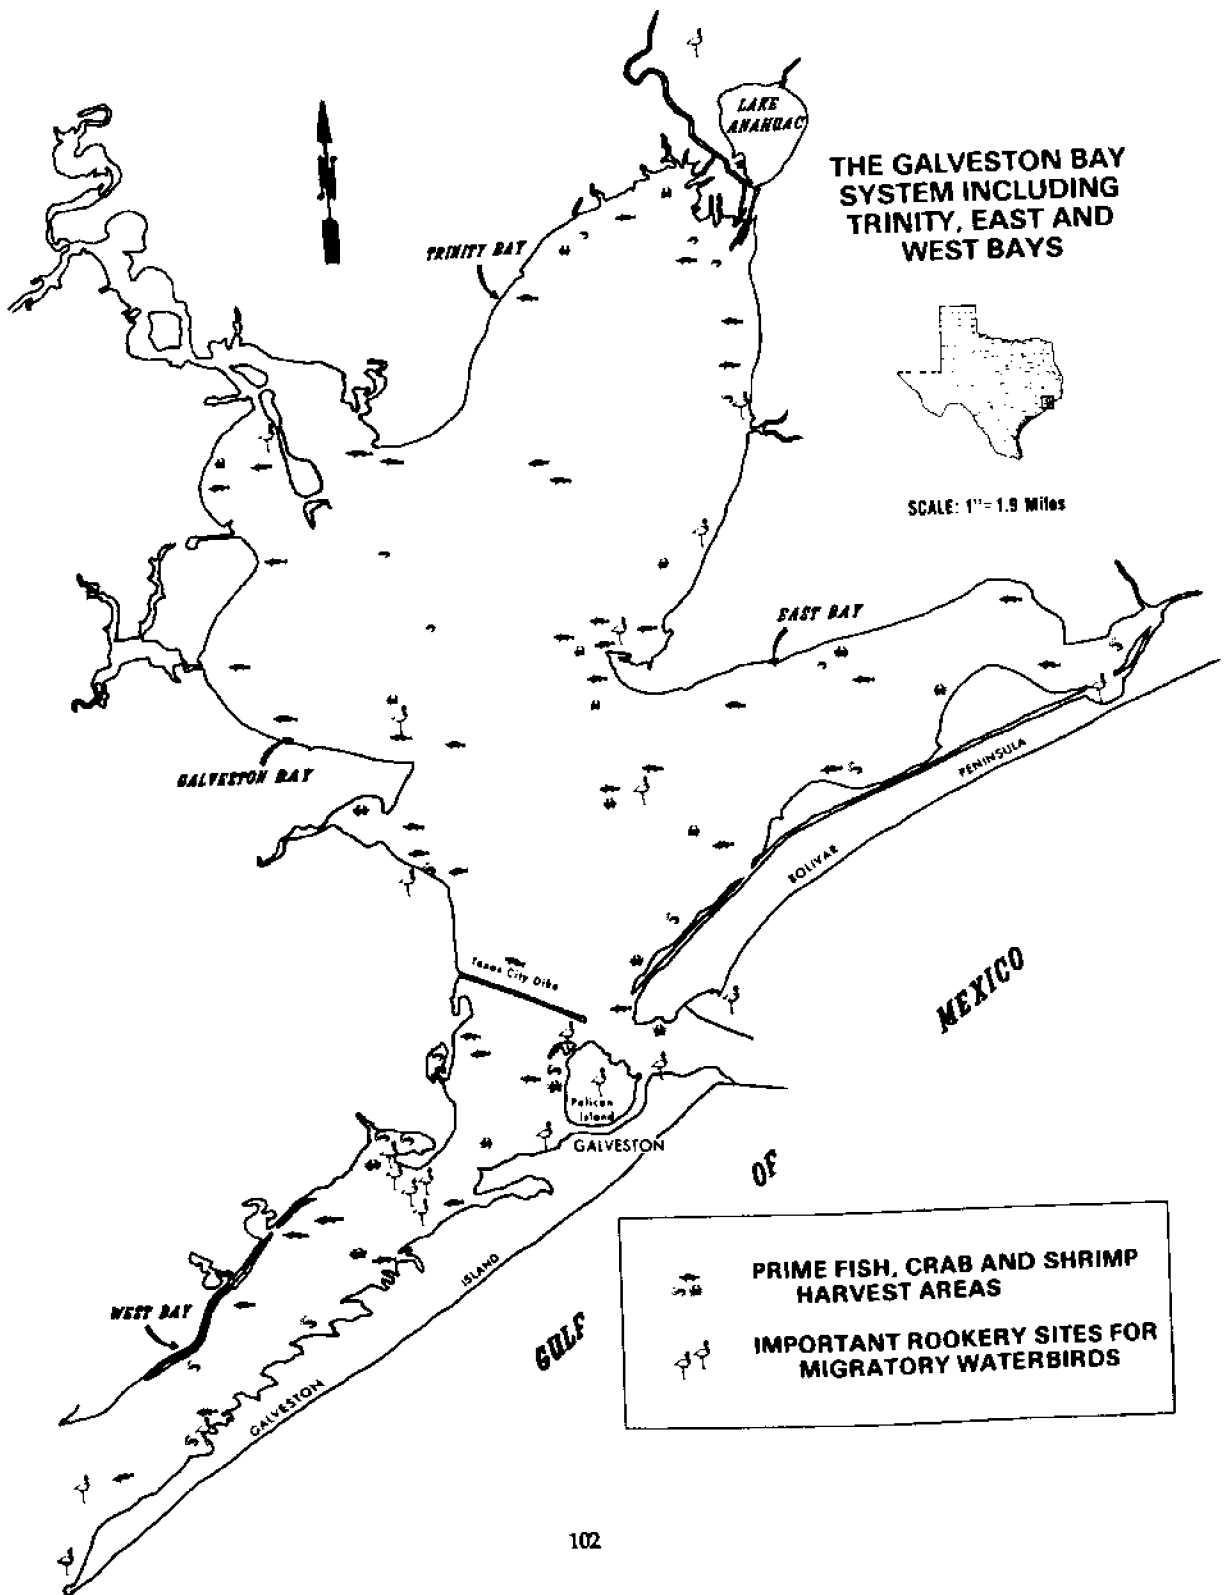 LAKE
ANAHUAC
THE GALVESTON BAY
SYSTEM INCLUDING
TRINITY, EAST AND
WEST BAYS
TRINITY BAY
SCALE: 1"= 1.9 Miles
EAST BAY
GALVESTON BAY
PENINSULA
BOLIVAR
Texas City Dike
MEXICO
Pelican
Island
GALVESTON
OF
ISLAND
GULF
WEST BAY
GALVESTON
PRIME FISH, CRAB AND SHRIMP
HARVEST AREAS
IMPORTANT ROOKERY SITES FOR
MIGRATORY WATERBIRDS
102